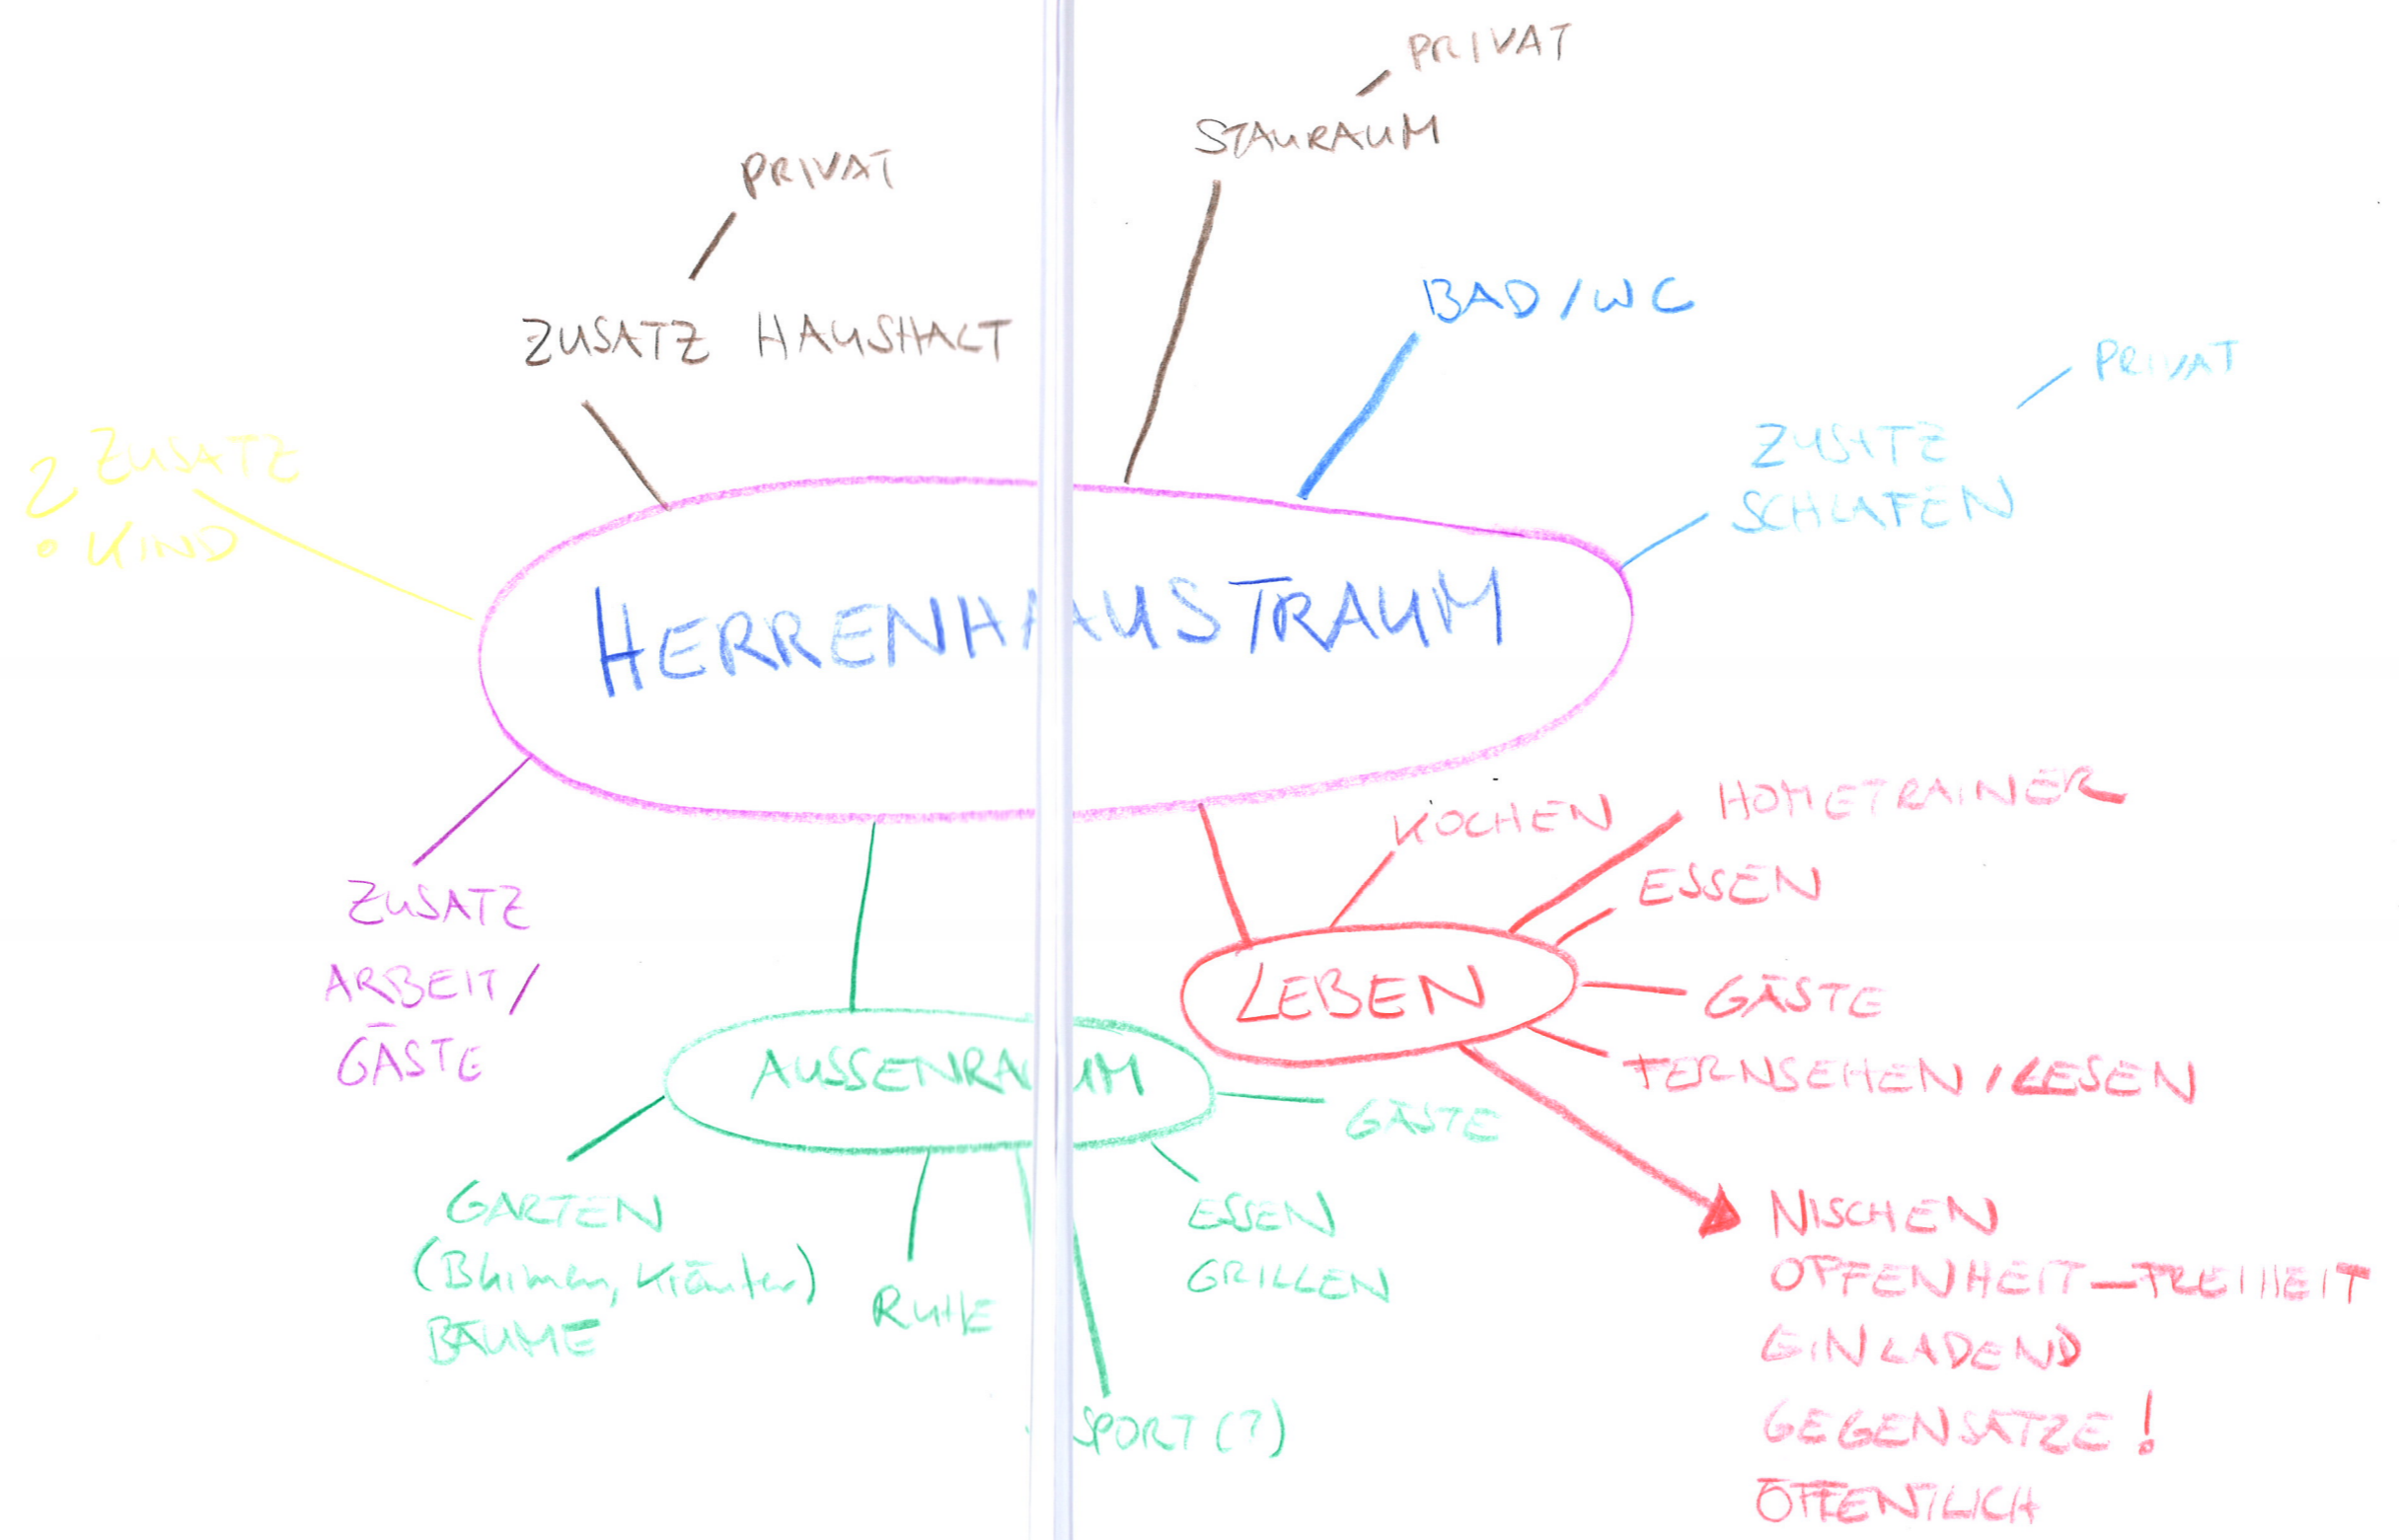 PRIVAT
STAURAUM
PRIVAT
ZUSATZ HAUSHALT
BAD/WC
PRIVAT
ZUSATZ
SCHLAFEN
? ZUSATZ
KIND
HERRENHAUSTRAUM
ZUSATZ
ARBEIT/
GÄSTE
LEBEN
KOCHEN
HOMETRAINER
ESSEN
GÄSTE
FERNSEHEN/LESEN
NISCHEN
OFFENHEIT–FREIHEIT
EINLADEND
GEGENSÄTZE!
ÖFFENTLICH
AUSSENRAUM
GÄSTE
ESSEN
GRILLEN
SPORT (?)
RUHE
GARTEN
(Blumen, Kräuter)
BÄUME